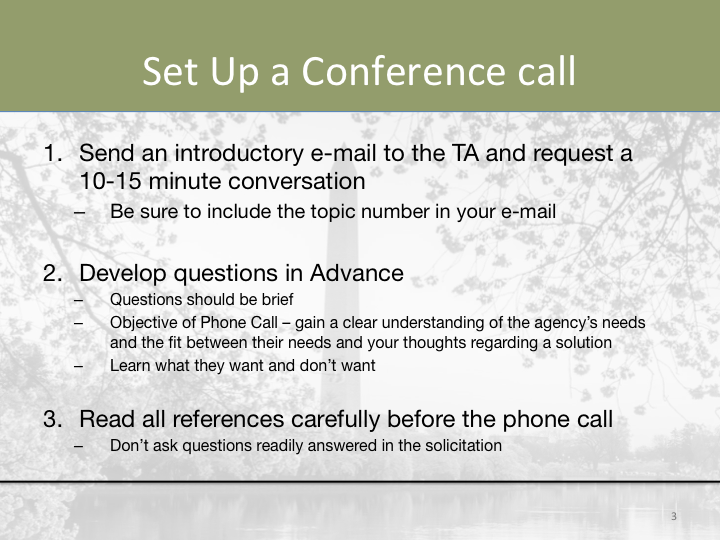 Set Up a Conference call
1. Send an introductory e-mail to the TA and request a
10-15 minute conversation
– Be sure to include the topic number in your e-mail
2. Develop questions in Advance
– Questions should be brief
– Objective of Phone Call – gain a clear understanding of the agency’s needs
and the fit between their needs and your thoughts regarding a solution
– Learn what they want and don’t want
3. Read all references carefully before the phone call
– Don’t ask questions readily answered in the solicitation
3